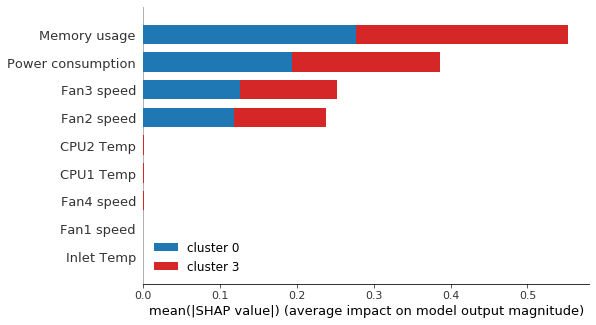 Memory usage
Power consumption
Fan3 speed
Fan2 speed
CPU2 Temp
CPU1 Temp
Fan4 speed
Fan1 speed
Inlet Temp
cluster 0
cluster 3
0.0 0.1 0.2 0.3 0.4 0.5
mean(|SHAP value|) (average impact on model output magnitude)